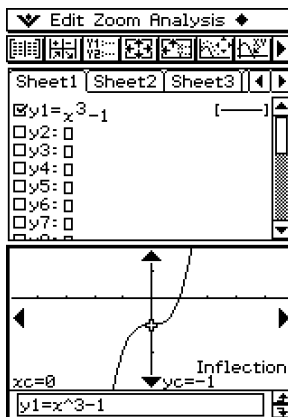 Edit Zoom Analysis
Sheet1 Sheet2 Sheet3
y1=x³-1 [—]
y2:
y3:
y4:
y5:
y6:
y7:
Inflection
xc=0 yc=-1
y1=x^3-1